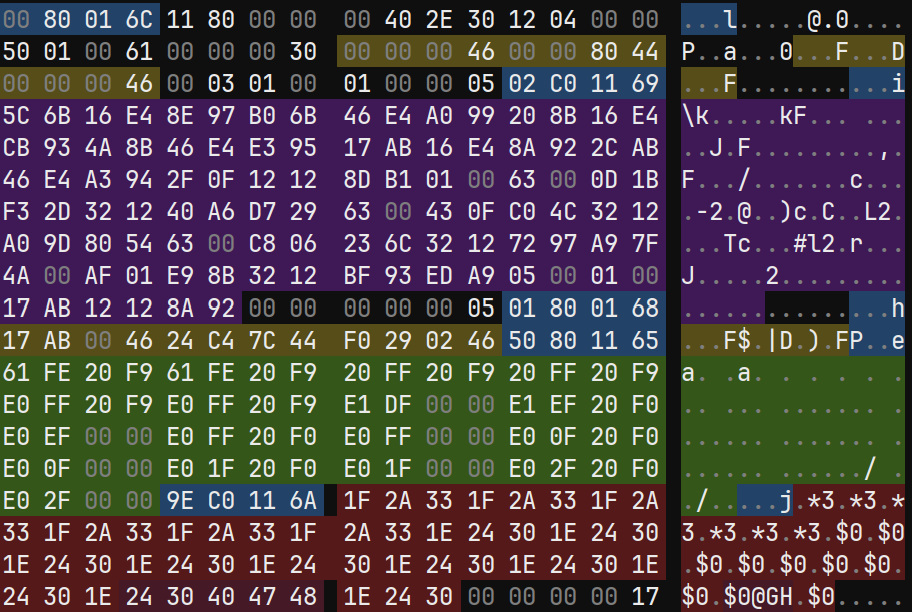 00 80 01 6C 11 80 00 00 00 40 2E 30 12 04 00 00 ...l.....@.0....
50 01 00 61 00 00 00 30 00 00 00 46 00 00 80 44 P..a...0...F...D
00 00 00 46 00 03 01 00 01 00 00 05 02 C0 11 69 ...F...........i
5C 6B 16 E4 8E 97 B0 6B 46 E4 A0 99 20 8B 16 E4 \k.....kF... ...
CB 93 4A 8B 46 E4 E3 95 17 AB 16 E4 8A 92 2C AB ..J.F.........,.
46 E4 A3 94 2F 0F 12 12 8D B1 01 00 63 00 0D 1B F.../.......c...
F3 2D 32 12 40 A6 D7 29 63 00 43 0F C0 4C 32 12 .-2.@..)c.C..L2.
A0 9D 80 54 63 00 C8 06 23 6C 32 12 72 97 A9 7F ...Tc...#l2.r...
4A 00 AF 01 E9 8B 32 12 BF 93 ED A9 05 00 01 00 J.....2.........
17 AB 12 12 8A 92 00 00 00 00 00 05 01 80 01 68 ...............h
17 AB 00 46 24 C4 7C 44 F0 29 02 46 50 80 11 65 ...F$.|D.).FP..e
61 FE 20 F9 61 FE 20 F9 20 FF 20 F9 20 FF 20 F9 a. .a. . . . . .
E0 FF 20 F9 E0 FF 20 F9 E1 DF 00 00 E1 EF 20 F0 .. ... ....... .
E0 EF 00 00 E0 FF 20 F0 E0 FF 00 00 E0 0F 20 F0 ...... ....... .
E0 0F 00 00 E0 1F 20 F0 E0 1F 00 00 E0 2F 20 F0 ...... ....../ .
E0 2F 00 00 9E C0 11 6A 1F 2A 33 1F 2A 33 1F 2A ./.....j.*3.*3.*
33 1F 2A 33 1F 2A 33 1F 2A 33 1E 24 30 1E 24 30 3.*3.*3.*3.$0.$0
1E 24 30 1E 24 30 1E 24 30 1E 24 30 1E 24 30 1E .$0.$0.$0.$0.$0.
24 30 1E 24 30 40 47 48 1E 24 30 00 00 00 00 17 $0.$0@GH.$0.....